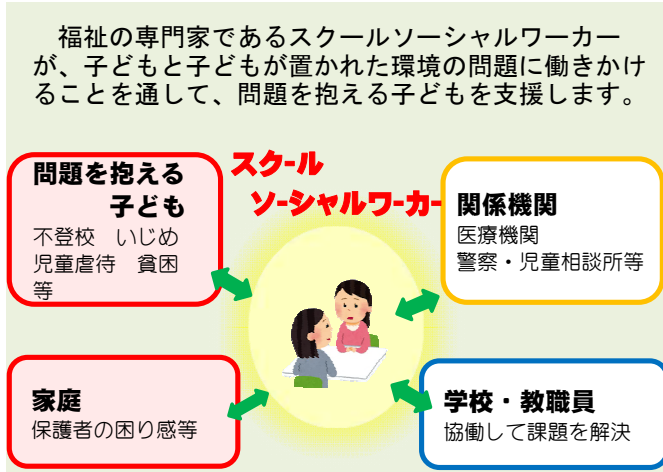 福祉の専門家であるスクールソーシャルワーカー
が、子どもと子どもが置かれた環境の問題に働きかけ
ることを通して、問題を抱える子どもを支援します。
問題を抱える
子ども
不登校　いじめ
児童虐待　貧困
等
スクール
ソーシャルワーカー
関係機関
医療機関
警察・児童相談所等
家庭
保護者の困り感等
学校・教職員
協働して課題を解決